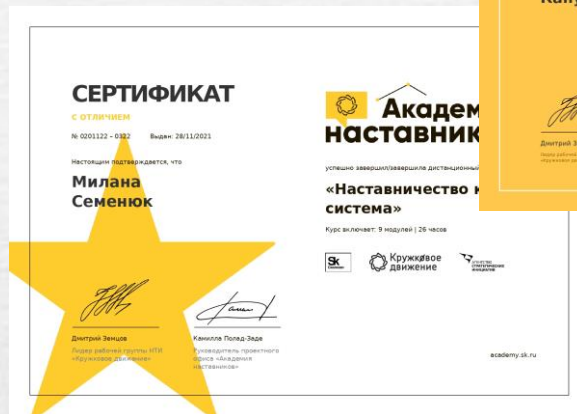 СЕРТИФИКАТ
С ОТЛИЧИЕМ
№ 0201122 – 0322 Выдан: 28/11/2021
Настоящим подтверждается, что
Милана
Семенюк
Дмитрий Земцов
Лидер рабочей группы НТИ
«Кружковое движение»
Камилла Полад-Заде
Руководитель проектного
офиса «Академия
наставников»
Академ
наставник
успешно завершил/завершила дистанционный
«Наставничество к
система»
Курс включает: 9 модулей | 26 часов
Sk
Кружковое
движение
academy.sk.ru
Дмитрий З